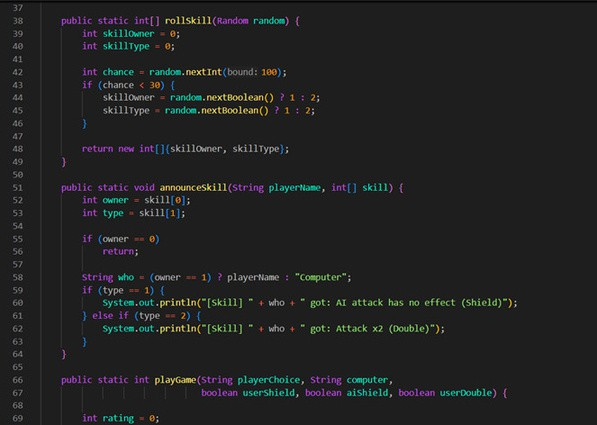 37
38 public static int[] rollSkill(Random random) {
39 int skillOwner = 0;
40 int skillType = 0;
41
42 int chance = random.nextInt(bound: 100);
43 if (chance < 30) {
44 skillOwner = random.nextBoolean() ? 1 : 2;
45 skillType = random.nextBoolean() ? 1 : 2;
46 }
47
48 return new int[]{skillOwner, skillType};
49 }
50
51 public static void announceSkill(String playerName, int[] skill) {
52 int owner = skill[0];
53 int type = skill[1];
54
55 if (owner == 0)
56 return;
57
58 String who = (owner == 1) ? playerName : "Computer";
59 if (type == 1) {
60 System.out.println("[Skill] " + who + " got: AI attack has no effect (Shield)");
61 } else if (type == 2) {
62 System.out.println("[Skill] " + who + " got: Attack x2 (Double)");
63 }
64 }
65
66 public static int playGame(String playerChoice, String computer,
67 boolean userShield, boolean aiShield, boolean userDouble) {
68
69 int rating = 0;